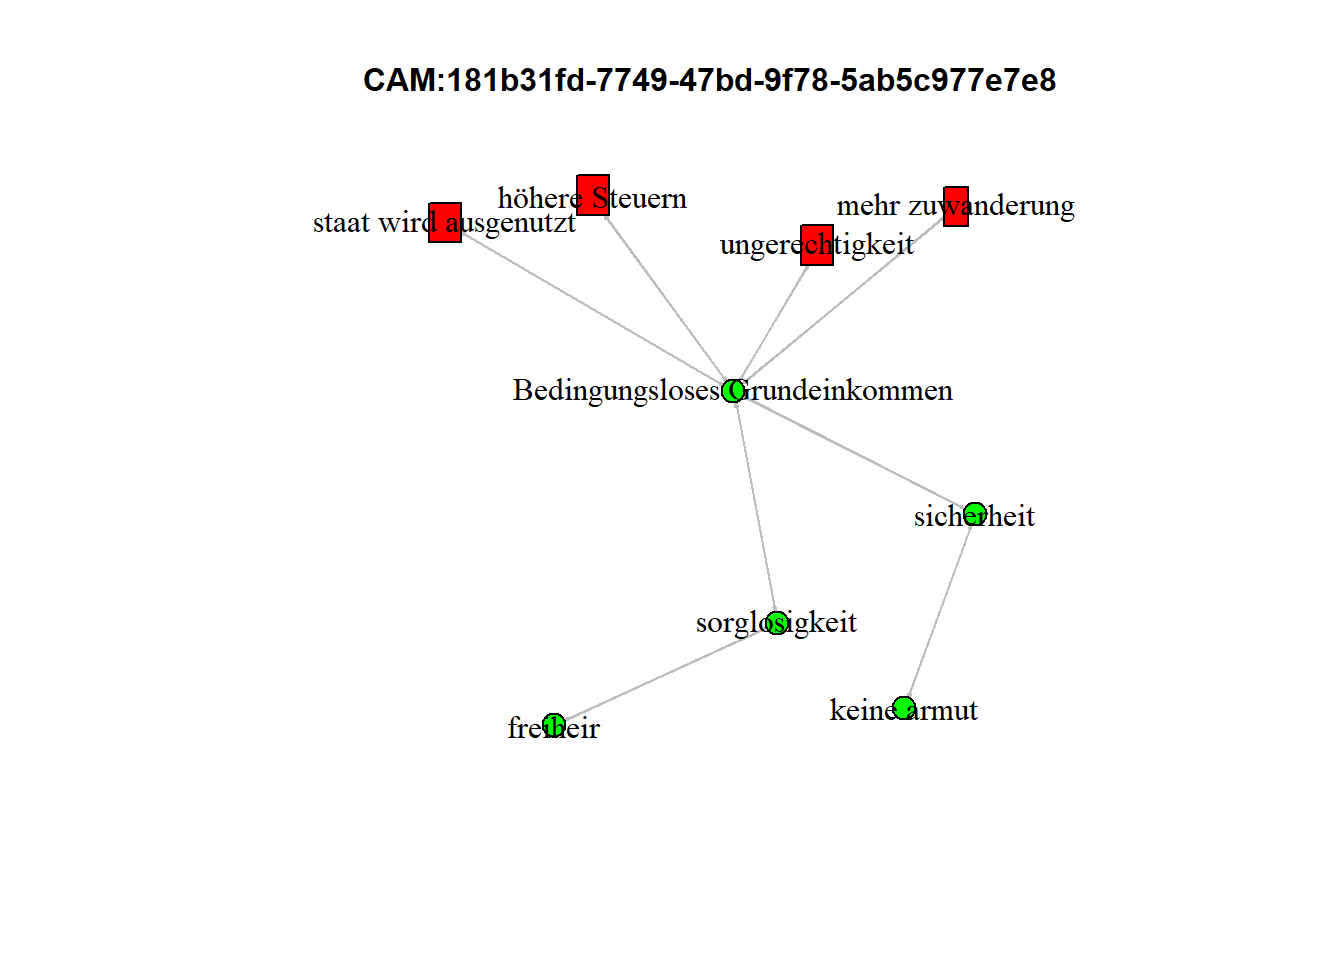 CAM:181b31fd-7749-47bd-9f78-5ab5c977e7e8
höhere Steuern
staat wird ausgenutzt
mehr zuwanderung
ungerechtigkeit
Bedingungsloses Grundeinkommen
sicherheit
sorglosigkeit
keine armut
freiheir